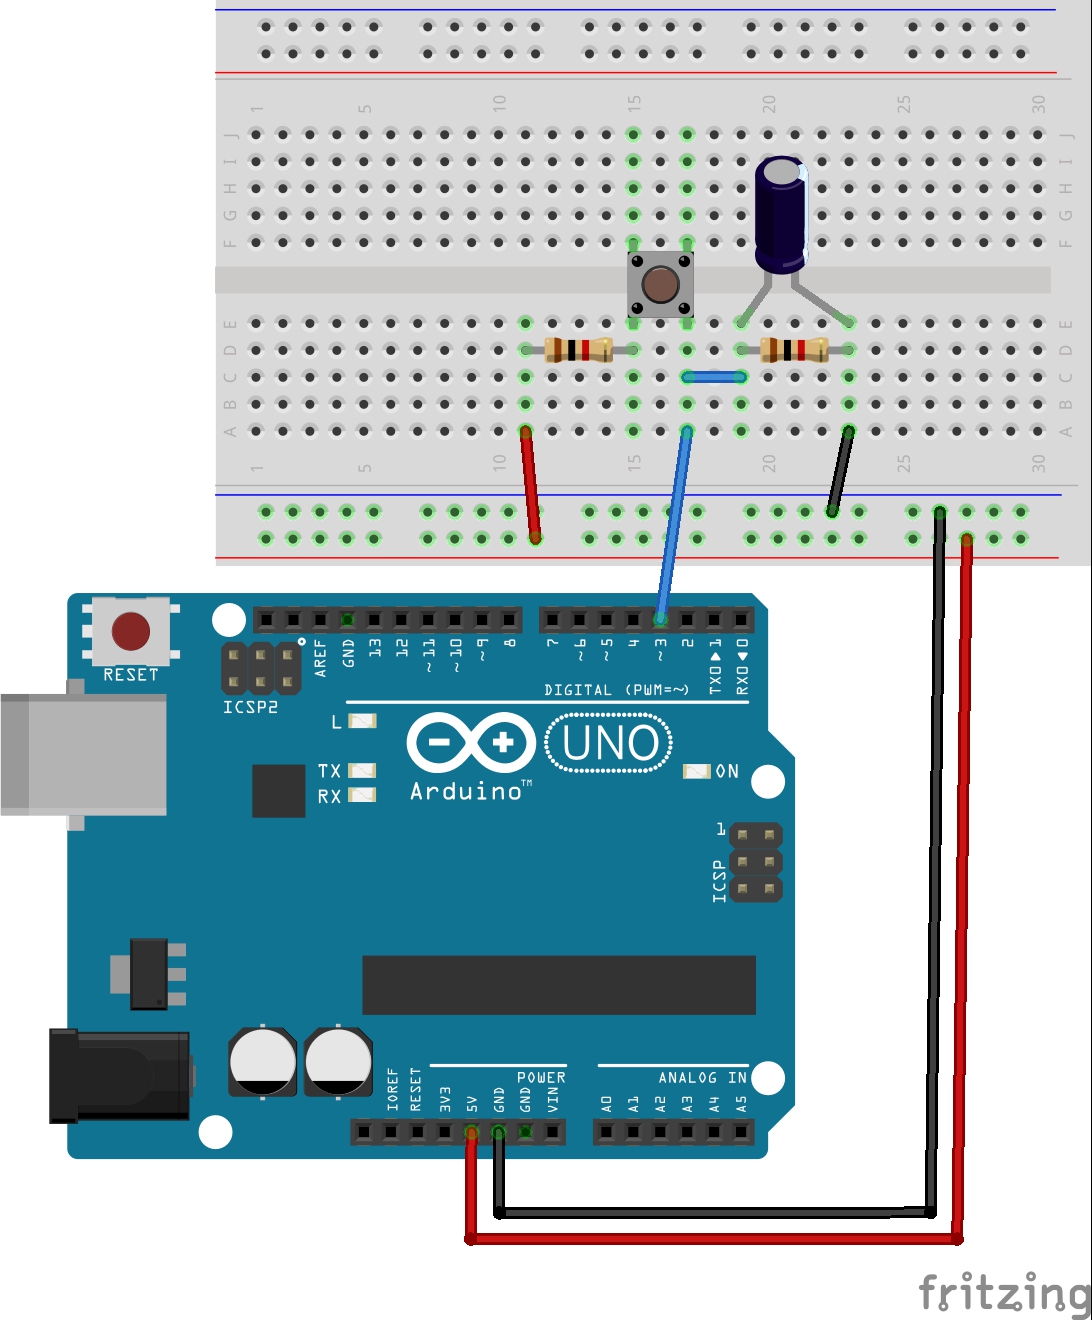 1 5 10 15 20 25 30
J J
I I
H H
G G
F F
E E
D D
C C
B B
A A
1 5 10 15 20 25 30
RESET
ICSP2
AREF
GND
13
12
~11
~10
~9
8
7
~6
~5
4
~3
2
TX0▶1
RX0◀0
DIGITAL (PWM=~)
L
TX
RX
UNO
Arduino™
ON
1
ICSP
POWER
ANALOG IN
IOREF
RESET
3V3
5V
GND
GND
VIN
A0
A1
A2
A3
A4
A5
fritzing